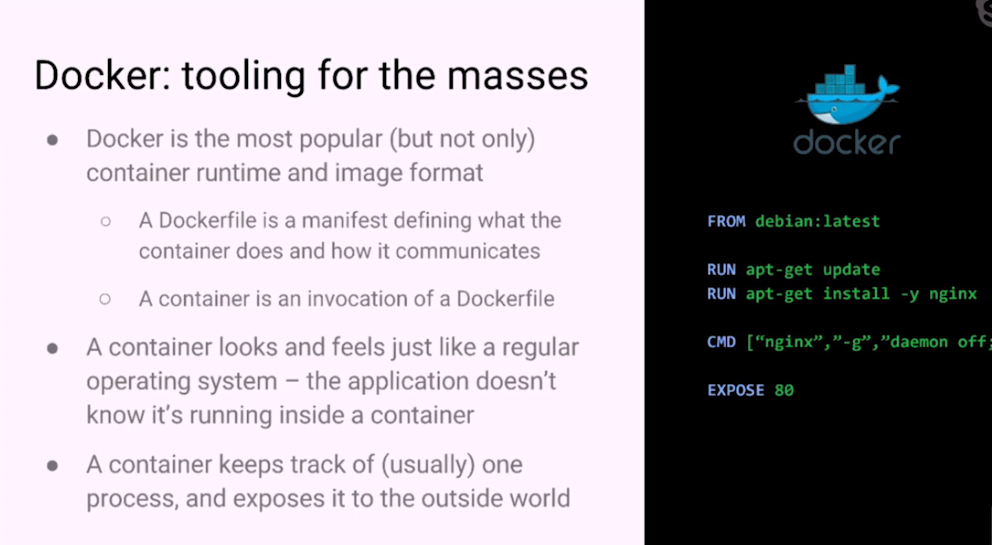 Docker: tooling for the masses
● Docker is the most popular (but not only)
container runtime and image format
○ A Dockerfile is a manifest defining what the
container does and how it communicates
○ A container is an invocation of a Dockerfile
● A container looks and feels just like a regular
operating system – the application doesn’t
know it’s running inside a container
● A container keeps track of (usually) one
process, and exposes it to the outside world
docker
FROM debian:latest
RUN apt-get update
RUN apt-get install -y nginx
CMD [“nginx”,”-g”,”daemon off;
EXPOSE 80